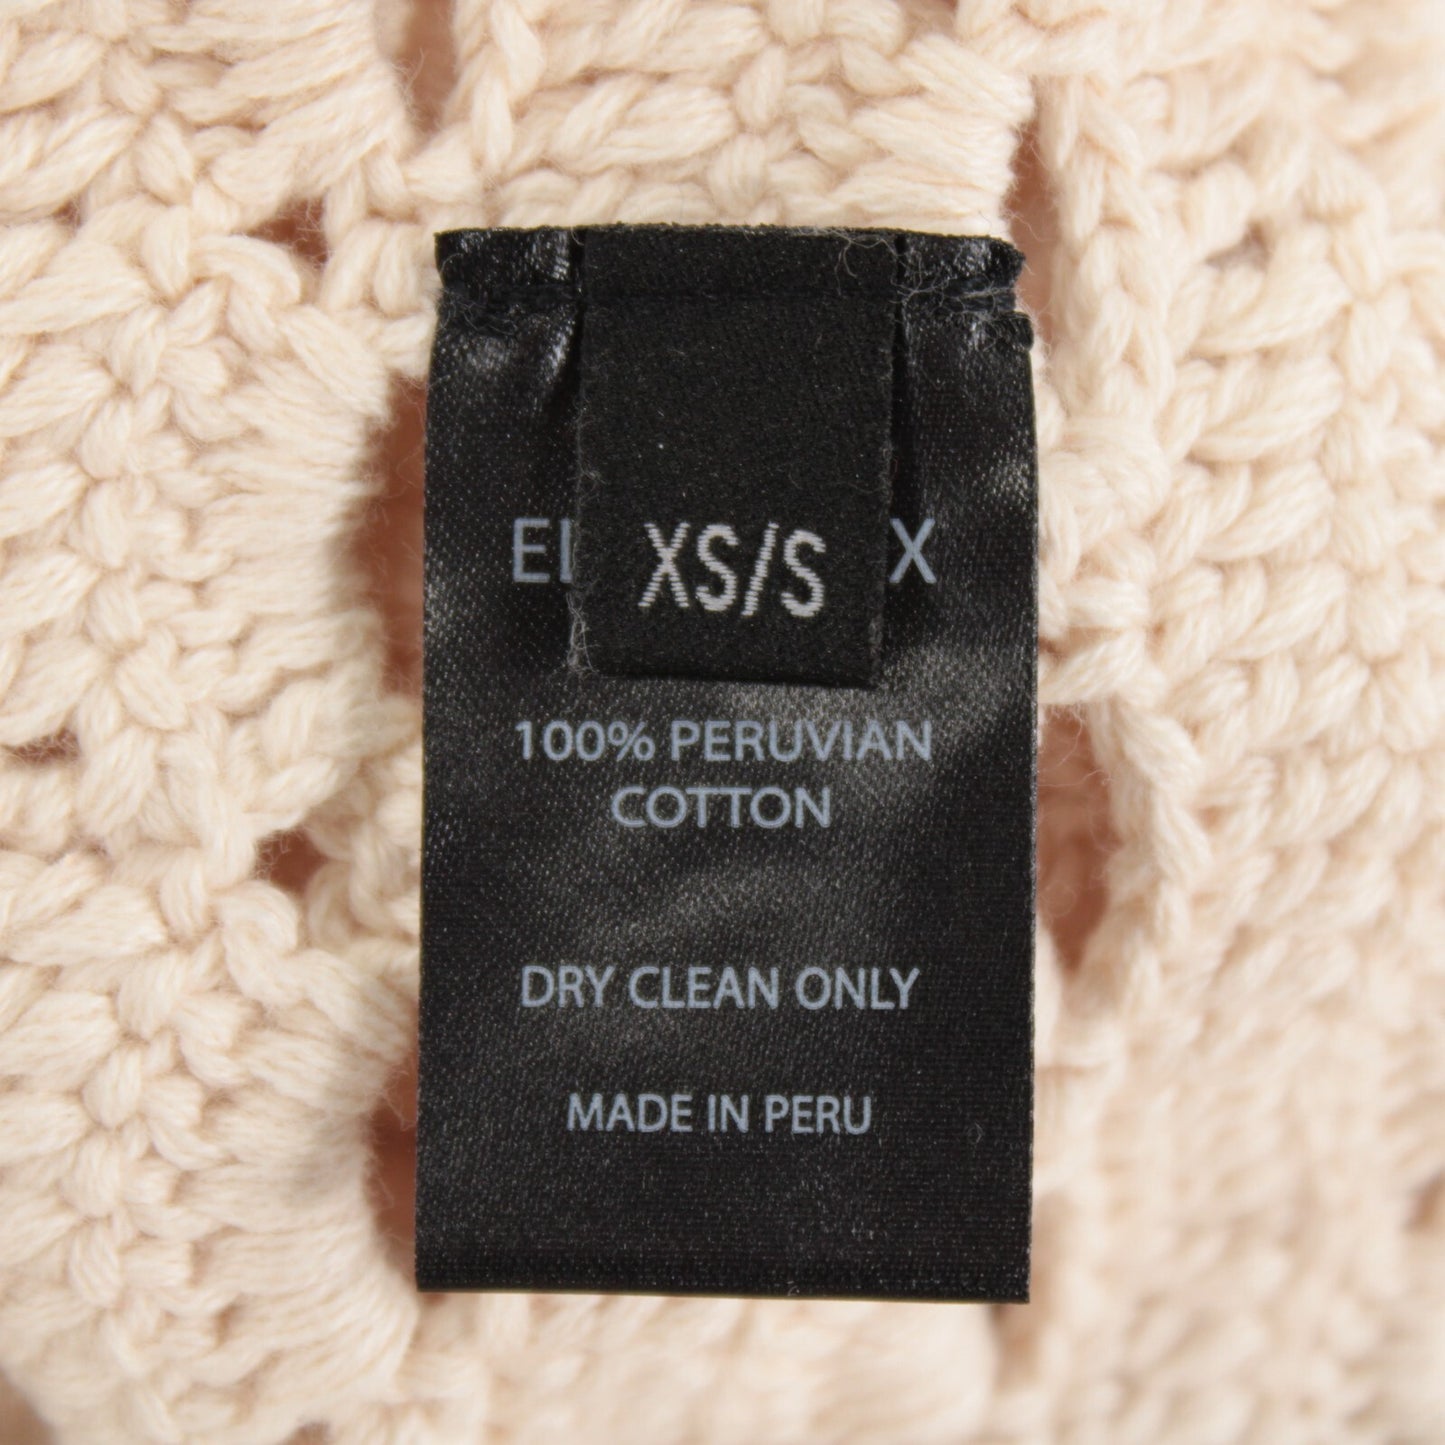 XS/S
100% PERUVIAN
COTTON
DRY CLEAN ONLY
MADE IN PERU